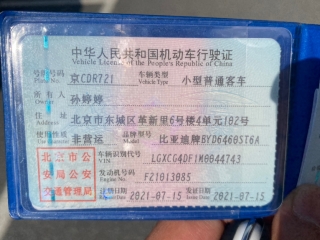 中华人民共和国机动车行驶证
Vehicle License of the People's Republic of China
号牌号码 京CDR721 车辆类型 小型普通客车
Plate No. Vehicle Type
所有人 孙婷婷
Owner
住址 北京市东城区革新里6号楼4单元102号
Address
使用性质 非营运 品牌型号 比亚迪牌BYD6460ST6A
Use Character Model
北京市公安局公安交通管理局
车辆识别代号 LGXCG4DF1M0044743
VIN
发动机号码 FZ1013085
Engine No.
注册日期 2021-07-15 发证日期 2021-07-15
Register Date Issue Date